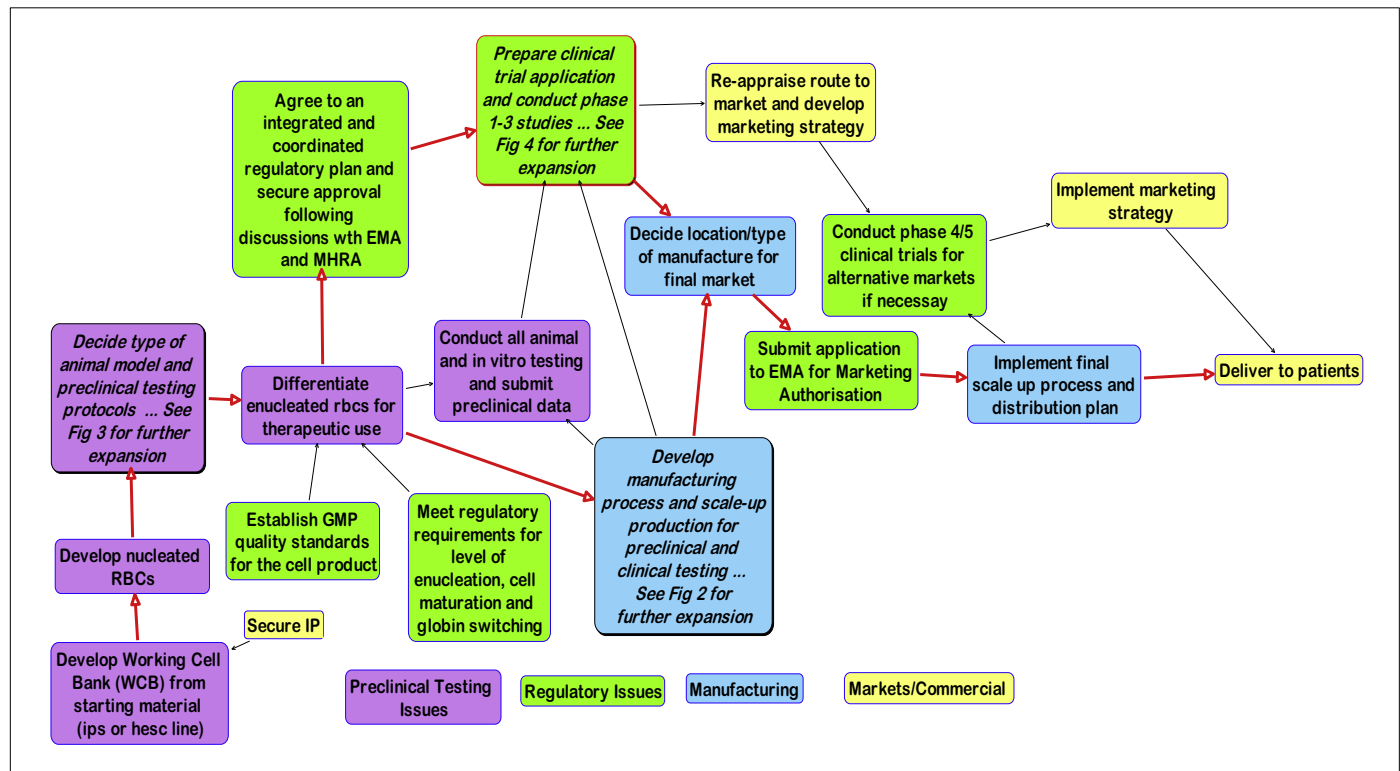 Prepare clinical
trial application
and conduct phase
1-3 studies ... See
Fig 4 for further
expansion
Re-appraise route to
market and develop
marketing strategy
Agree to an
integrated and
coordinated
regulatory plan and
secure approval
following
discussions wth EMA
and MHRA
Implement marketing
strategy
Decide location/type
of manufacture for
final market
Conduct phase 4/5
clinical trials for
alternative markets
if necessay
Decide type of
animal model and
preclinical testing
protocols ... See
Fig 3 for further
expansion
Differentiate
enucleated rbcs for
therapeutic use
Conduct all animal
and in vitro testing
and submit
preclinical data
Submit application
to EMA for Marketing
Authorisation
Implement final
scale up process and
distribution plan
Deliver to patients
Develop
manufacturing
process and scale-up
production for
preclinical and
clinical testing ...
See Fig 2 for
further expansion
Establish GMP
quality standards
for the cell product
Meet regulatory
requirements for
level of
enucleation, cell
maturation and
globin switching
Develop nucleated
RBCs
Secure IP
Develop Working Cell
Bank (WCB) from
starting material
(ips or hesc line)
Preclinical Testing
Issues
Regulatory Issues
Manufacturing
Markets/Commercial